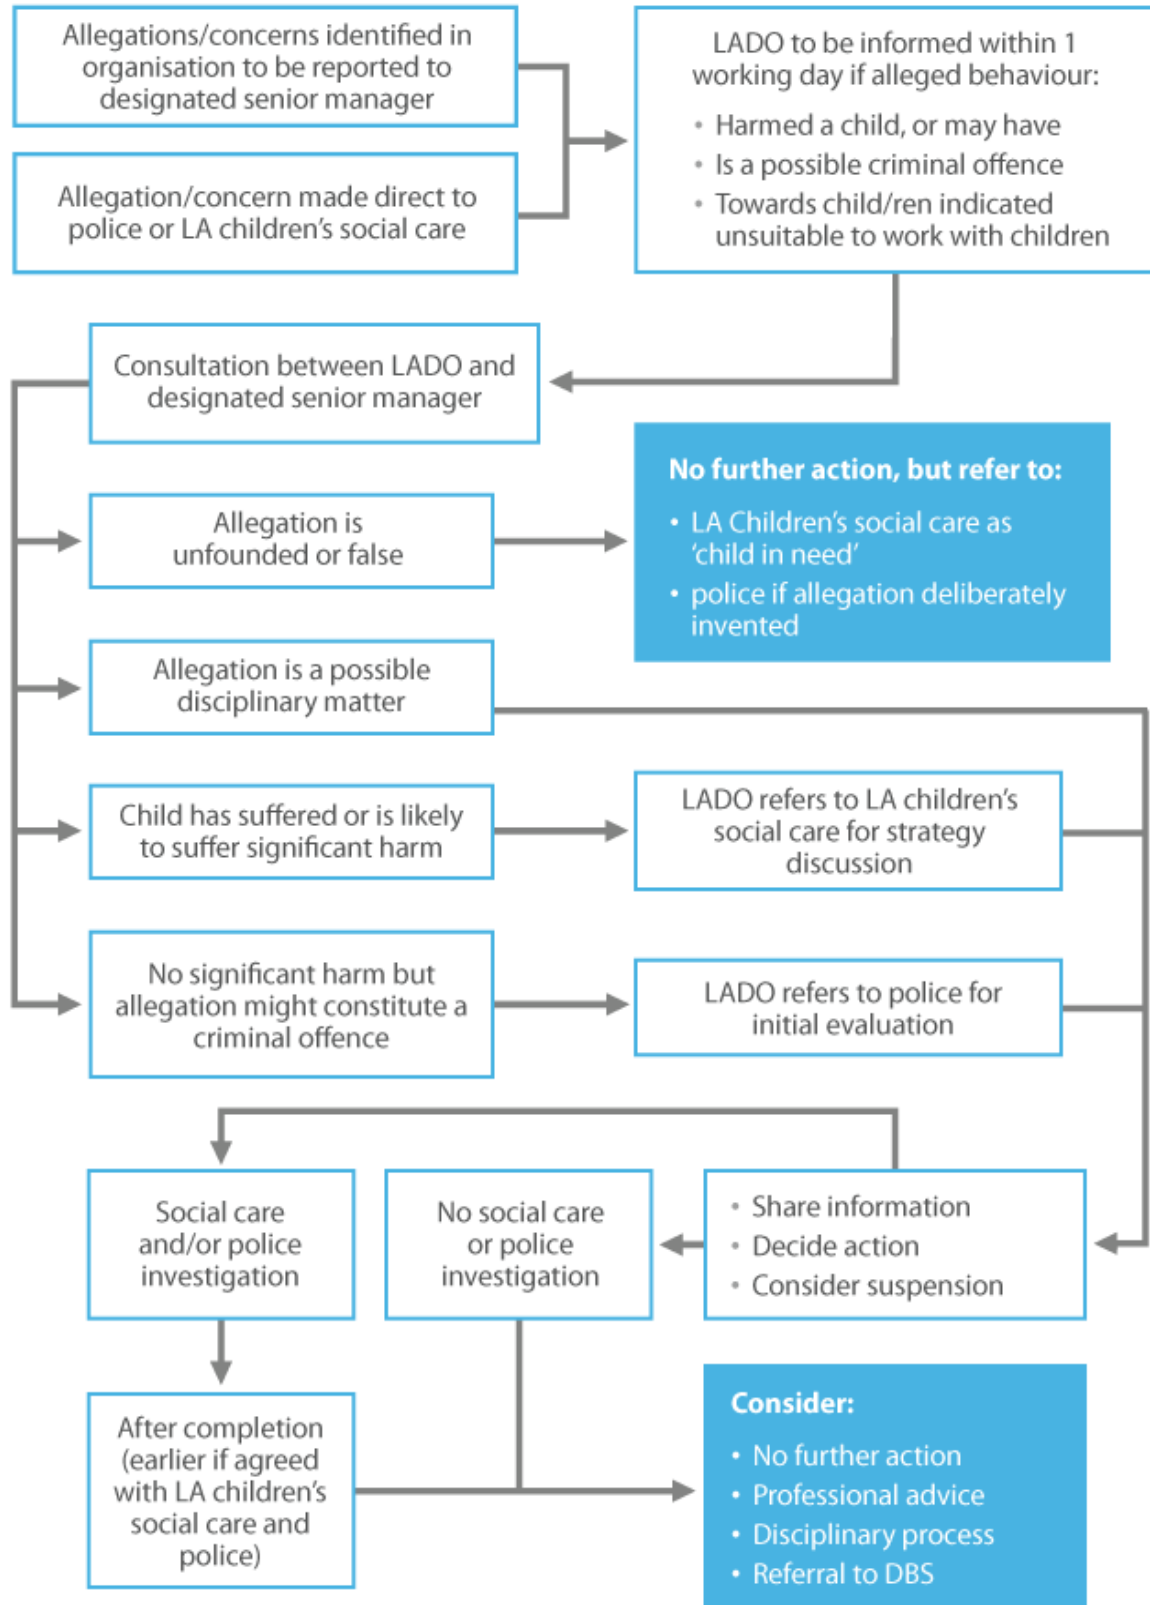 Allegations/concerns identified in
organisation to be reported to
designated senior manager
Allegation/concern made direct to
police or LA children's social care
LADO to be informed within 1
working day if alleged behaviour:
• Harmed a child, or may have
• Is a possible criminal offence
• Towards child/ren indicated
unsuitable to work with children
Consultation between LADO and
designated senior manager
Allegation is
unfounded or false
No further action, but refer to:
• LA Children's social care as
'child in need'
• police if allegation deliberately
invented
Allegation is a possible
disciplinary matter
Child has suffered or is likely
to suffer significant harm
LADO refers to LA children's
social care for strategy
discussion
No significant harm but
allegation might constitute a
criminal offence
LADO refers to police for
initial evaluation
Social care
and/or police
investigation
No social care
or police
investigation
• Share information
• Decide action
• Consider suspension
After completion
(earlier if agreed
with LA children's
social care and
police)
Consider:
• No further action
• Professional advice
• Disciplinary process
• Referral to DBS